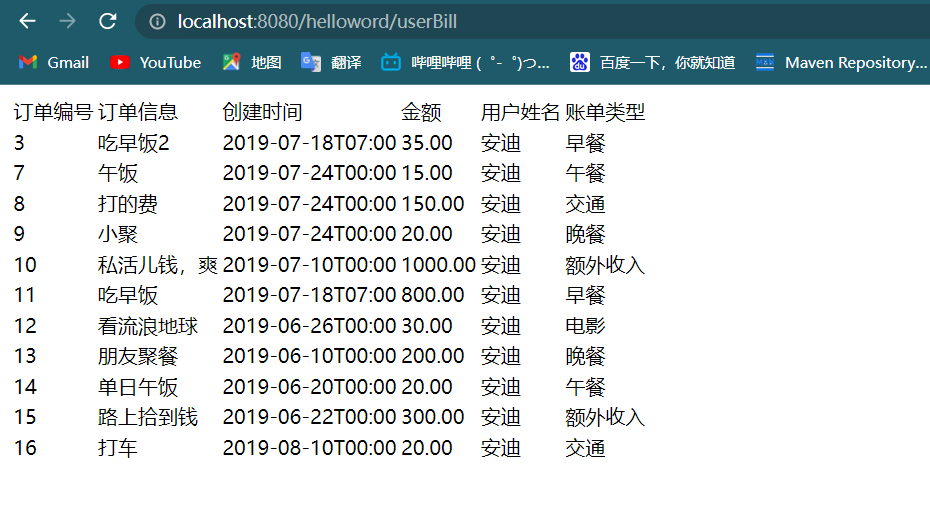 localhost:8080/helloword/userBill
Gmail YouTube 地图 翻译 哔哩哔哩 ( ゜- ゜)つ... 百度一下，你就知道 Maven Repository...
订单编号 订单信息 创建时间 金额 用户姓名 账单类型
3 吃早饭2 2019-07-18T07:00 35.00 安迪 早餐
7 午饭 2019-07-24T00:00 15.00 安迪 午餐
8 打的费 2019-07-24T00:00 150.00 安迪 交通
9 小聚 2019-07-24T00:00 20.00 安迪 晚餐
10 私活儿钱，爽 2019-07-10T00:00 1000.00 安迪 额外收入
11 吃早饭 2019-07-18T07:00 800.00 安迪 早餐
12 看流浪地球 2019-06-26T00:00 30.00 安迪 电影
13 朋友聚餐 2019-06-10T00:00 200.00 安迪 晚餐
14 单日午饭 2019-06-20T00:00 20.00 安迪 午餐
15 路上拾到钱 2019-06-22T00:00 300.00 安迪 额外收入
16 打车 2019-08-10T00:00 20.00 安迪 交通